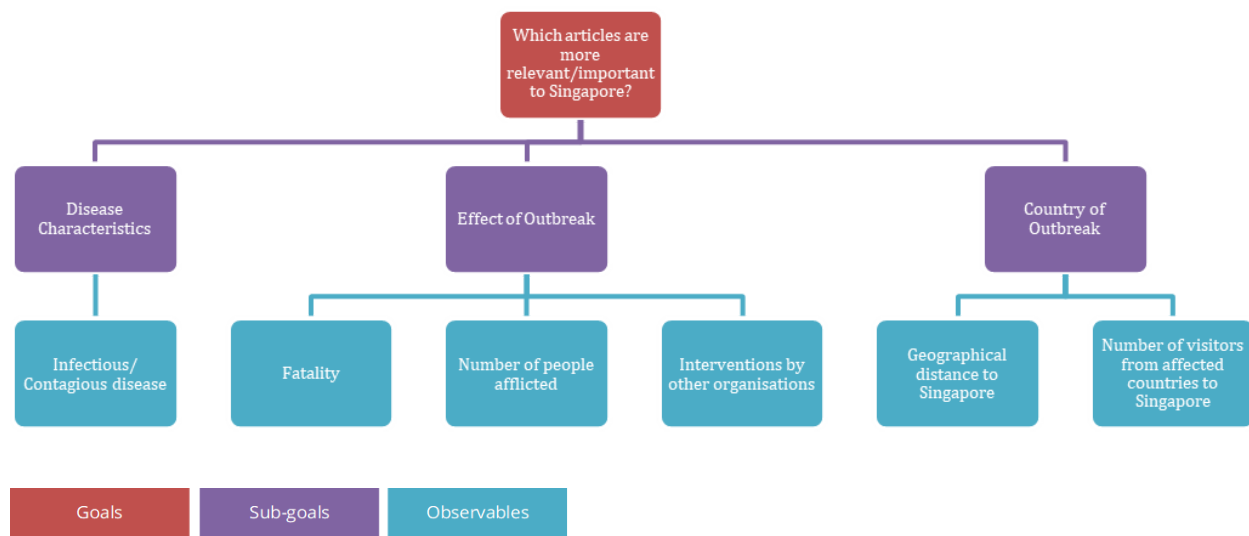 Which articles are
more
relevant/important
to Singapore?
Disease
Characteristics
Effect of Outbreak
Country of
Outbreak
Infectious/
Contagious disease
Fatality
Number of people
afflicted
Interventions by
other organisations
Geographical
distance to
Singapore
Number of visitors
from affected
countries to
Singapore
Goals
Sub-goals
Observables